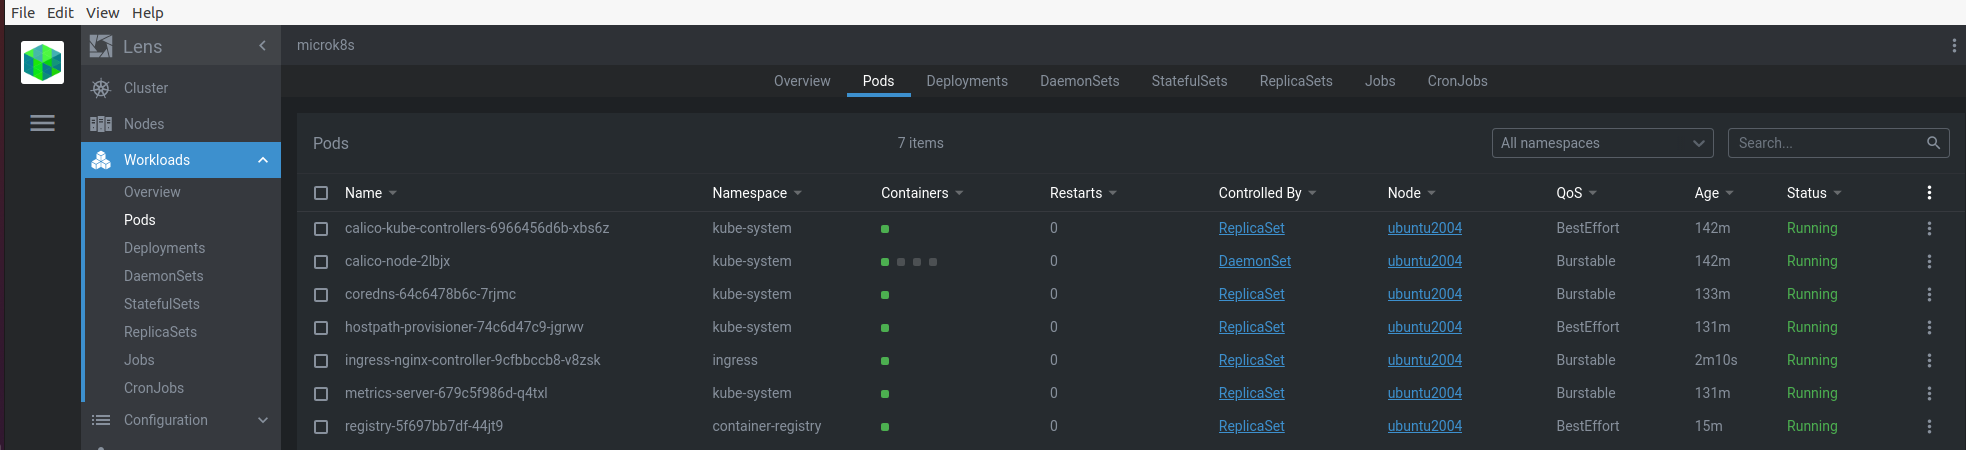 File Edit View Help
Lens
microk8s
Cluster
Nodes
Workloads
Overview
Pods
Deployments
DaemonSets
StatefulSets
ReplicaSets
Jobs
CronJobs
Configuration
Overview Pods Deployments DaemonSets StatefulSets ReplicaSets Jobs CronJobs
Pods 7 items All namespaces Search...
Name Namespace Containers Restarts Controlled By Node QoS Age Status
calico-kube-controllers-6966456d6b-xbs6z kube-system 0 ReplicaSet ubuntu2004 BestEffort 142m Running
calico-node-2lbjx kube-system 0 DaemonSet ubuntu2004 Burstable 142m Running
coredns-64c6478b6c-7rjmc kube-system 0 ReplicaSet ubuntu2004 Burstable 133m Running
hostpath-provisioner-74c6d47c9-jgrwv kube-system 0 ReplicaSet ubuntu2004 BestEffort 131m Running
ingress-nginx-controller-9cfbbccb8-v8zsk ingress 0 ReplicaSet ubuntu2004 Burstable 2m10s Running
metrics-server-679c5f986d-q4txl kube-system 0 ReplicaSet ubuntu2004 Burstable 131m Running
registry-5f697bb7df-44jt9 container-registry 0 ReplicaSet ubuntu2004 BestEffort 15m Running